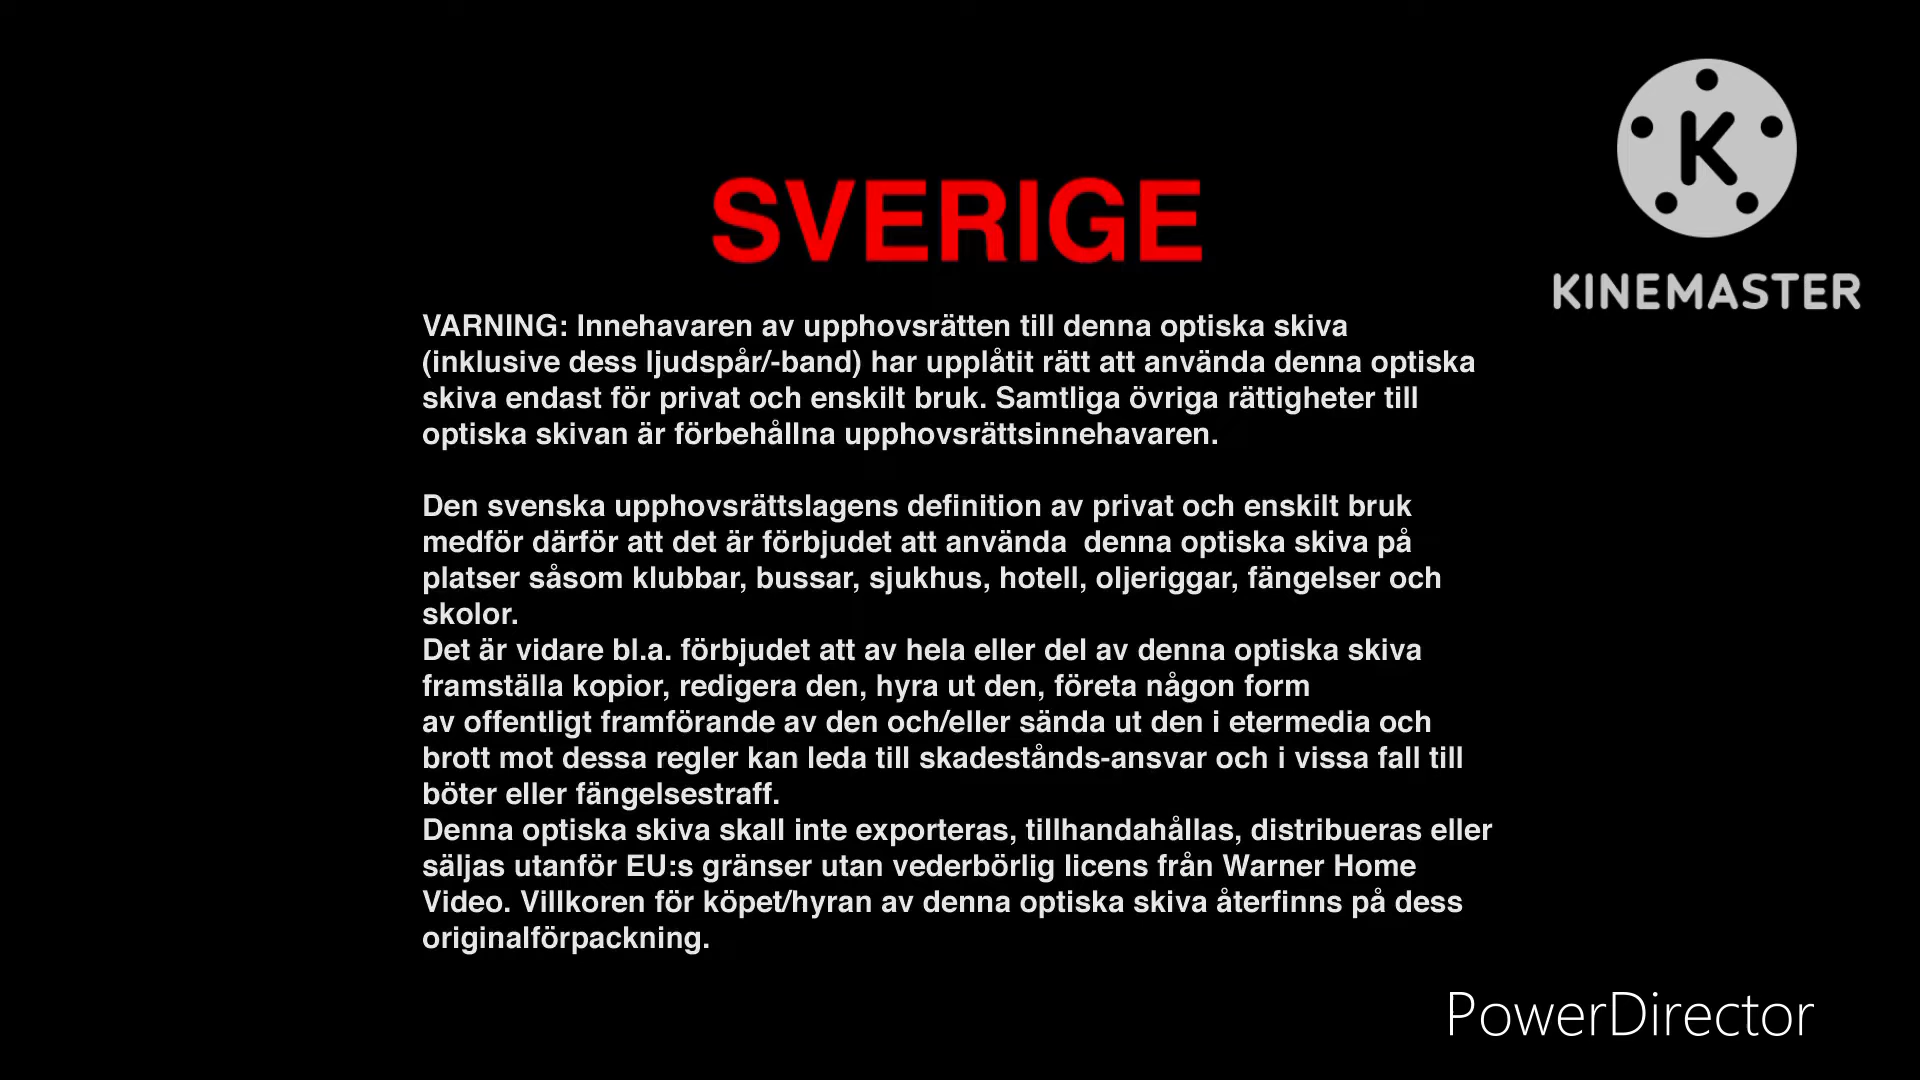 SVERIGE
K
KINEMASTER
VARNING: Innehavaren av upphovsrätten till denna optiska skiva
(inklusive dess ljudspår/-band) har upplåtit rätt att använda denna optiska
skiva endast för privat och enskilt bruk. Samtliga övriga rättigheter till
optiska skivan är förbehållna upphovsrättsinnehavaren.
Den svenska upphovsrättslagens definition av privat och enskilt bruk
medför därför att det är förbjudet att använda  denna optiska skiva på
platser såsom klubbar, bussar, sjukhus, hotell, oljeriggar, fängelser och
skolor.
Det är vidare bl.a. förbjudet att av hela eller del av denna optiska skiva
framställa kopior, redigera den, hyra ut den, företa någon form
av offentligt framförande av den och/eller sända ut den i etermedia och
brott mot dessa regler kan leda till skadestånds-ansvar och i vissa fall till
böter eller fängelsestraff.
Denna optiska skiva skall inte exporteras, tillhandahållas, distribueras eller
säljas utanför EU:s gränser utan vederbörlig licens från Warner Home
Video. Villkoren för köpet/hyran av denna optiska skiva återfinns på dess
originalförpackning.
PowerDirector